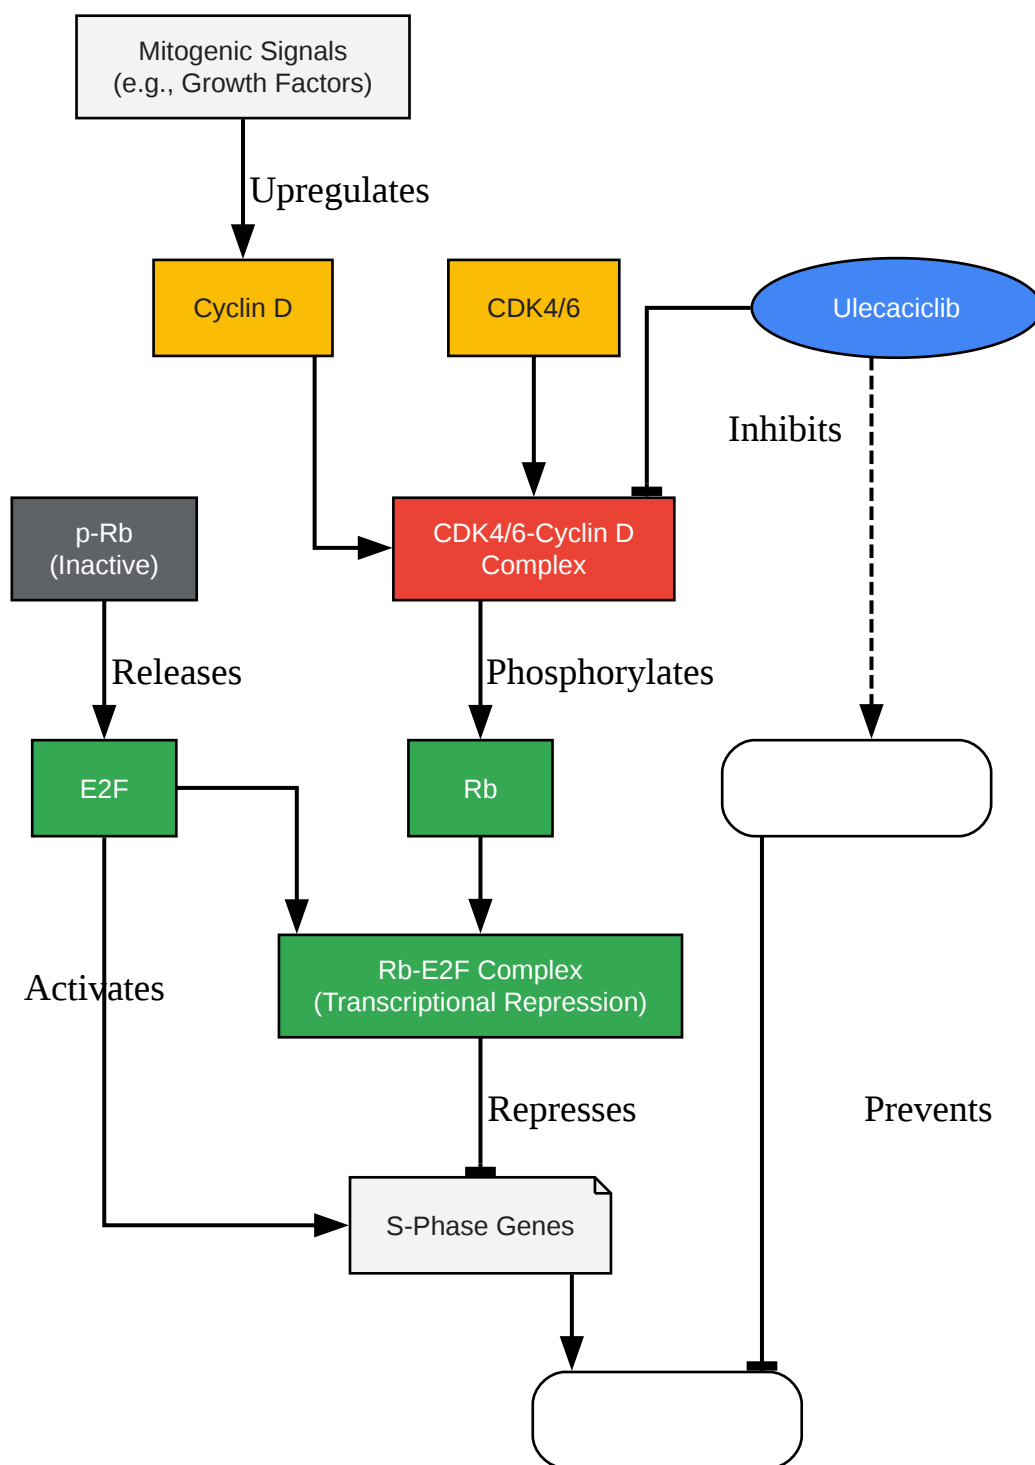 Mitogenic Signals
(e.g., Growth Factors)
Upregulates
Cyclin D
CDK4/6
Ulecaciclib
Inhibits
p-Rb
(Inactive)
CDK4/6-Cyclin D
Complex
Releases
Phosphorylates
E2F
Rb
Rb-E2F Complex
(Transcriptional Repression)
Activates
Represses
Prevents
S-Phase Genes